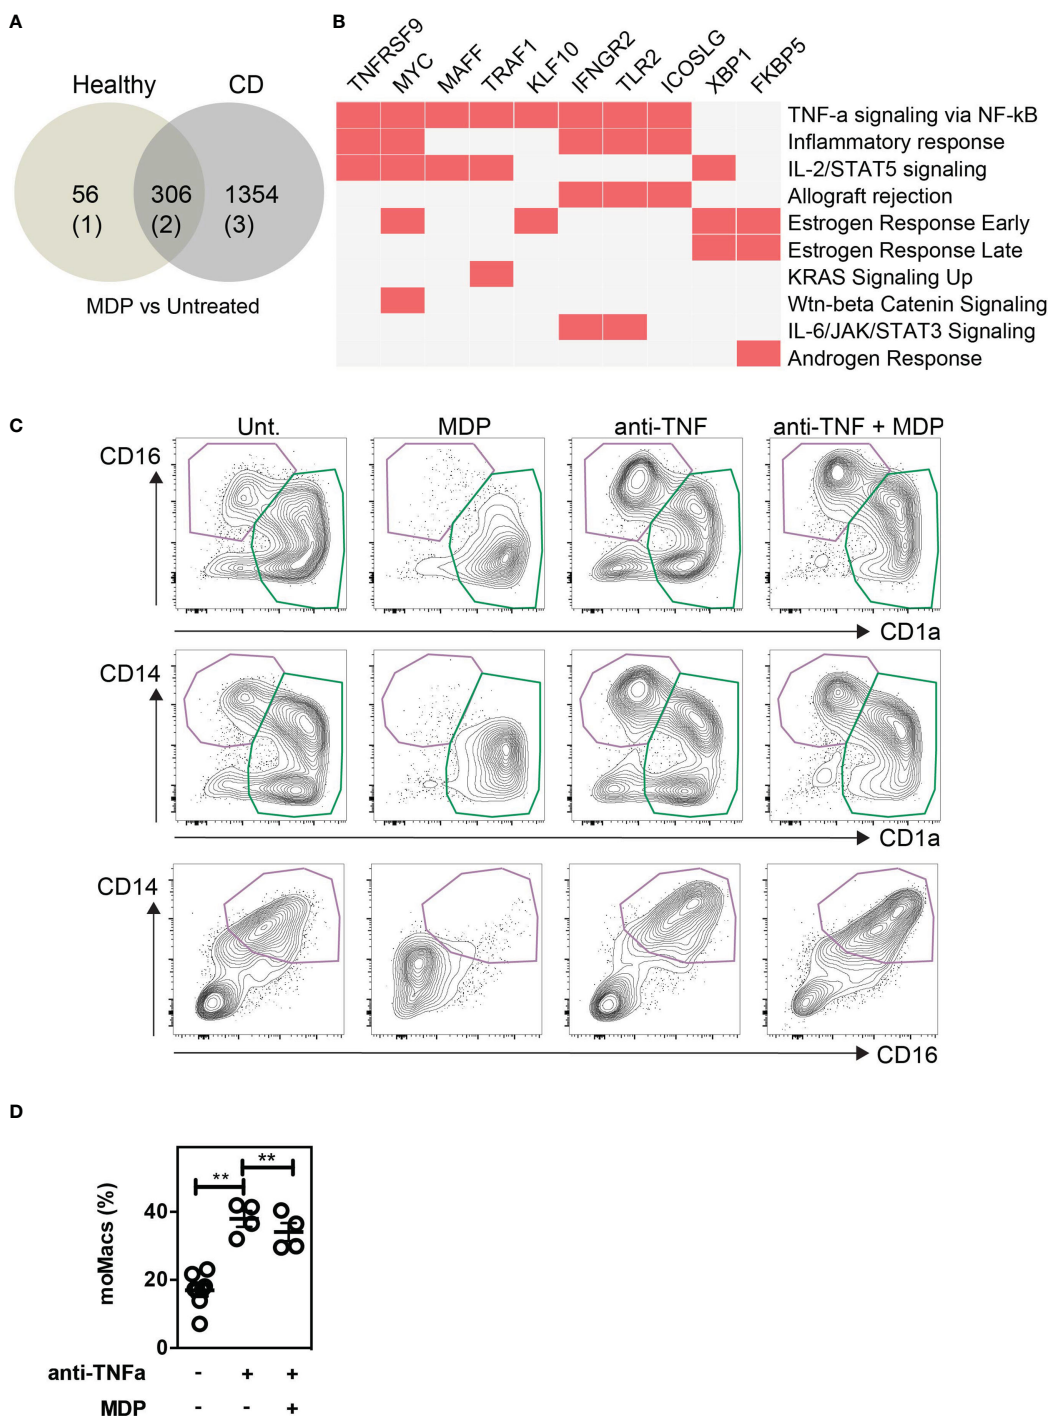 A
Healthy CD
56 306 1354
(1) (2) (3)
MDP vs Untreated
B
TNFRSF9 MYC MAFF TRAF1 KLF10 IFNGR2 TLR2 ICOSLG XBP1 FKBP5
TNF-a signaling via NF-kB
Inflammatory response
IL-2/STAT5 signaling
Allograft rejection
Estrogen Response Early
Estrogen Response Late
KRAS Signaling Up
Wtn-beta Catenin Signaling
IL-6/JAK/STAT3 Signaling
Androgen Response
C
Unt. MDP anti-TNF anti-TNF + MDP
CD16
CD1a
CD14
CD1a
CD14
CD16
D
** **
moMacs (%)
40
20
0
anti-TNFa - + +
MDP - - +